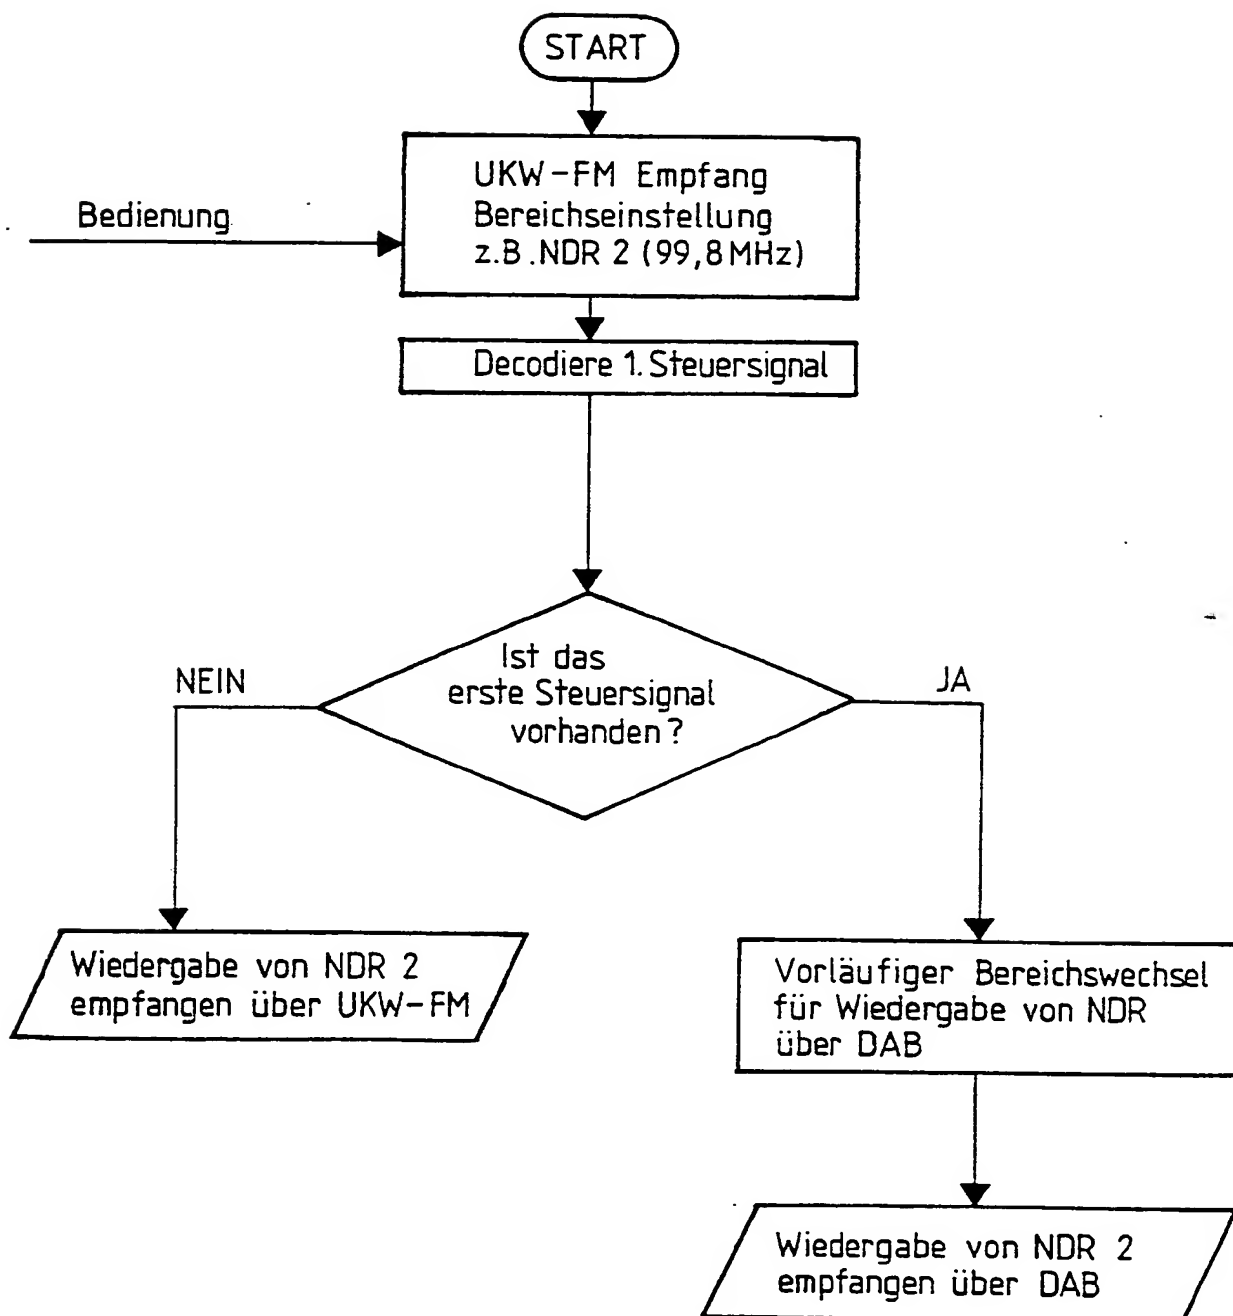 START
UKW-FM Empfang
Bereichseinstellung
z.B.NDR 2 (99,8MHz)
Bedienung
Decodiere 1. Steuersignal
Ist das
erste Steuersignal
vorhanden?
NEIN
JA
Wiedergabe von NDR 2
empfangen über UKW-FM
Vorläufiger Bereichswechsel
für Wiedergabe von NDR
über DAB
Wiedergabe von NDR 2
empfangen über DAB